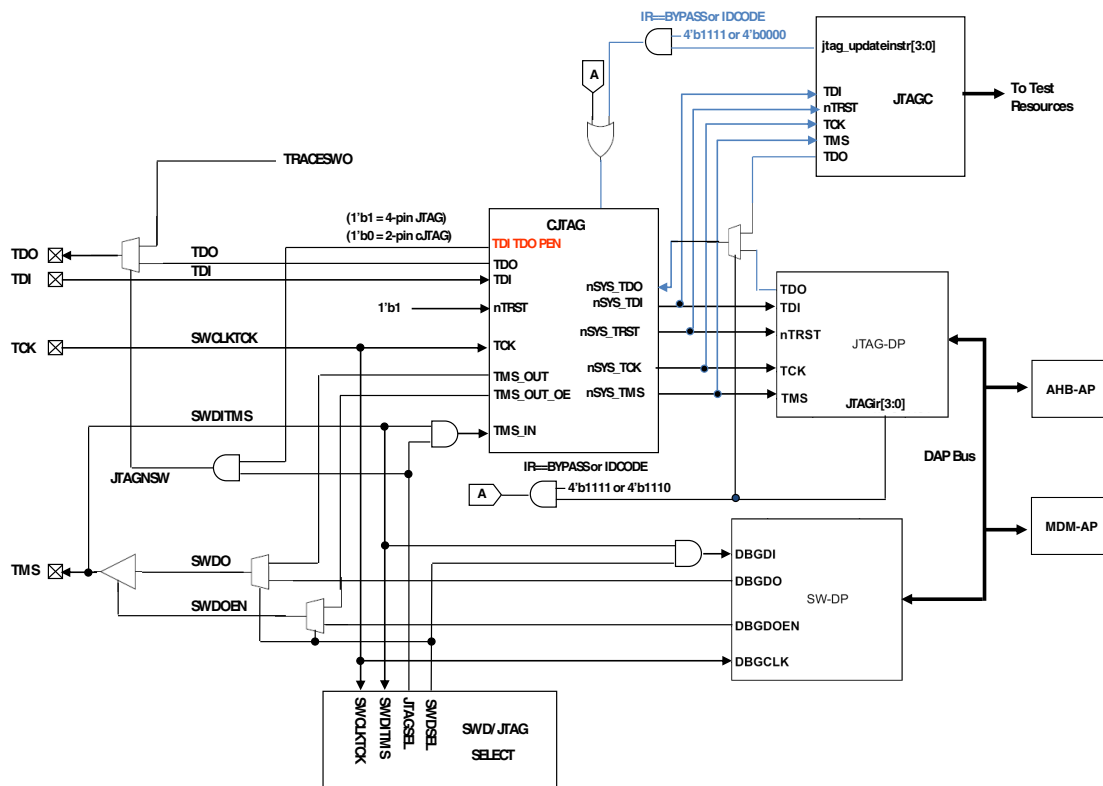 IR==BYPASS or IDCODE
4'b1111 or 4'b0000
jtag_updateinstr[3:0]
A
TDI
nTRST
TCK
TMS
TDO
JTAGC
To Test
Resources
TRACESWO
CJTAG
(1'b1 = 4-pin JTAG)
(1'b0 = 2-pin cJTAG)
TDI TDO PEN
TDO
TDO
TDO
TDI
TDI
TDI
1'b1
nTRST
nSYS_TDO
nSYS_TDI
nSYS_TRST
nSYS_TCK
nSYS_TMS
TDO
TDI
nTRST
TCK
TMS
JTAG-DP
JTAGir[3:0]
TCK
SWCLKTCK
TCK
TMS_OUT
TMS_OUT_OE
TMS_IN
SWDITMS
JTAGNSW
AHB-AP
DAP Bus
IR==BYPASS or IDCODE
4'b1111 or 4'b1110
A
MDM-AP
TMS
SWDO
SWDOEN
DBGDI
DBGDO
SW-DP
DBGDOEN
DBGCLK
SWCLKTCK
SWDITMS
JTAGSEL
SWDSEL
SWD/JTAG
SELECT